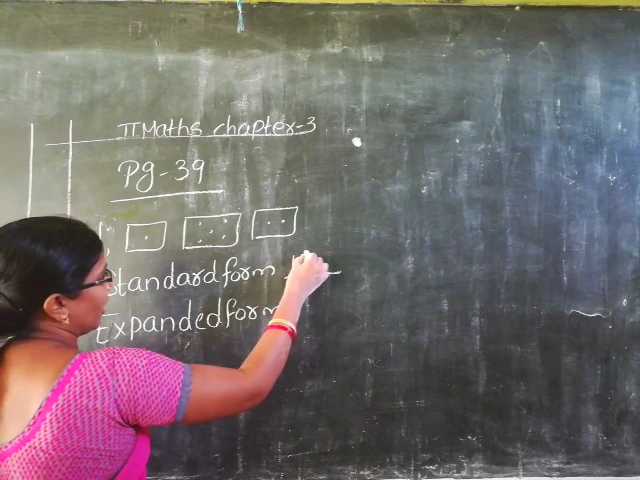 IIMaths chapter-3
Pg-39
Standard form
Expanded form